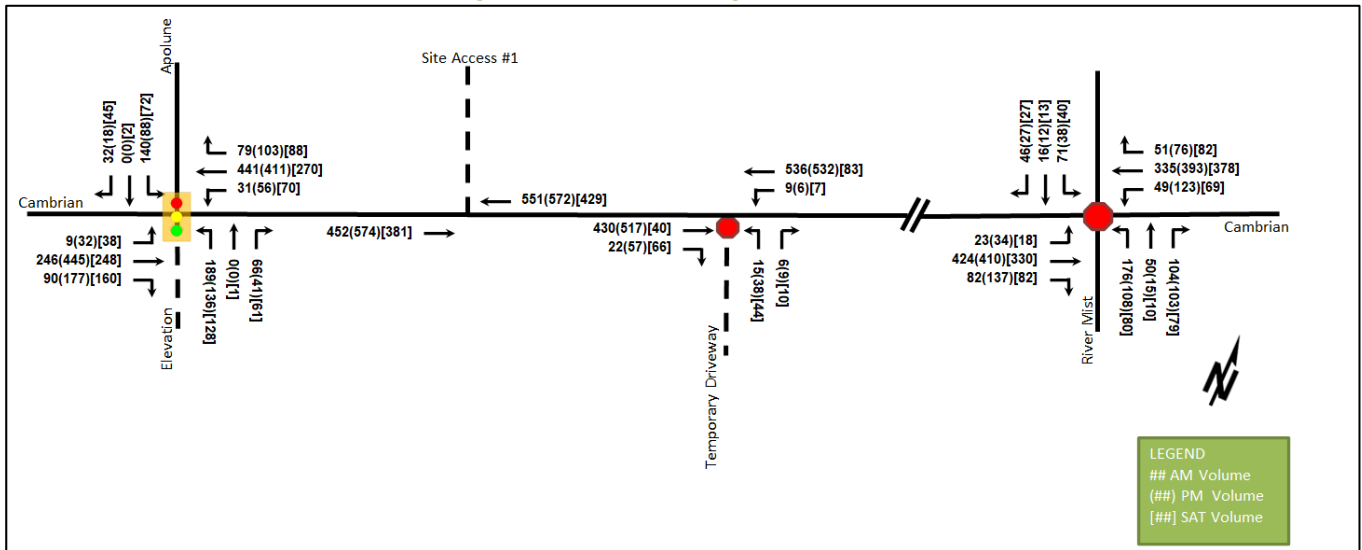 Apolune
Site Access #1
32(18)[45]
0(0)[2]
140(88)[72]
79(103)[88]
441(411)[270]
31(56)[70]
Cambrian
9(32)[38]
246(445)[248]
90(177)[160]
189(136)[128]
0(0)[1]
66(41)[61]
Elevation
551(572)[429]
452(574)[381]
536(532)[83]
9(6)[7]
430(517)[40]
22(57)[66]
15(38)[44]
6(9)[10]
Temporary Driveway
46(27)[27]
16(12)[13]
71(38)[40]
51(76)[82]
335(393)[378]
49(123)[69]
Cambrian
23(34)[18]
424(410)[330]
82(137)[82]
176(108)[80]
50(15)[10]
104(103)[79]
River Mist
N
LEGEND
## AM Volume
(##) PM Volume
[##] SAT Volume